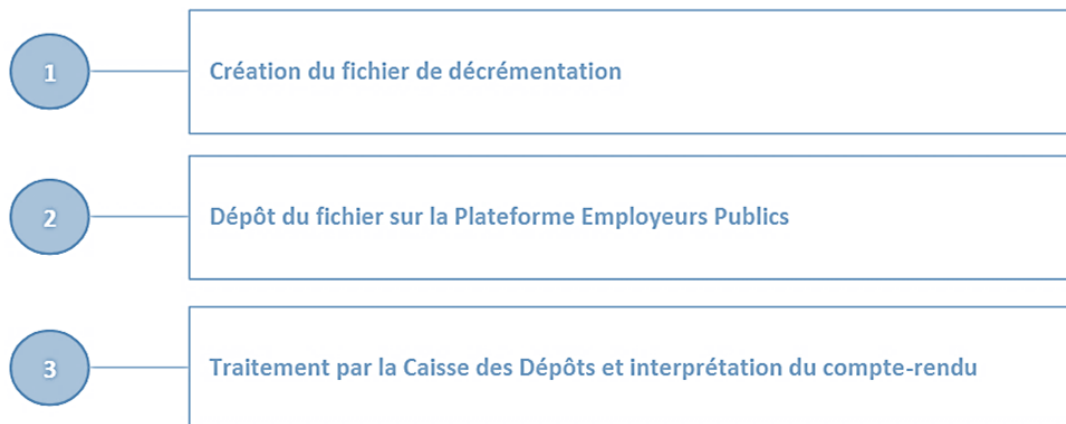 1
Création du fichier de décrémentation
2
Dépôt du fichier sur la Plateforme Employeurs Publics
3
Traitement par la Caisse des Dépôts et interprétation du compte-rendu